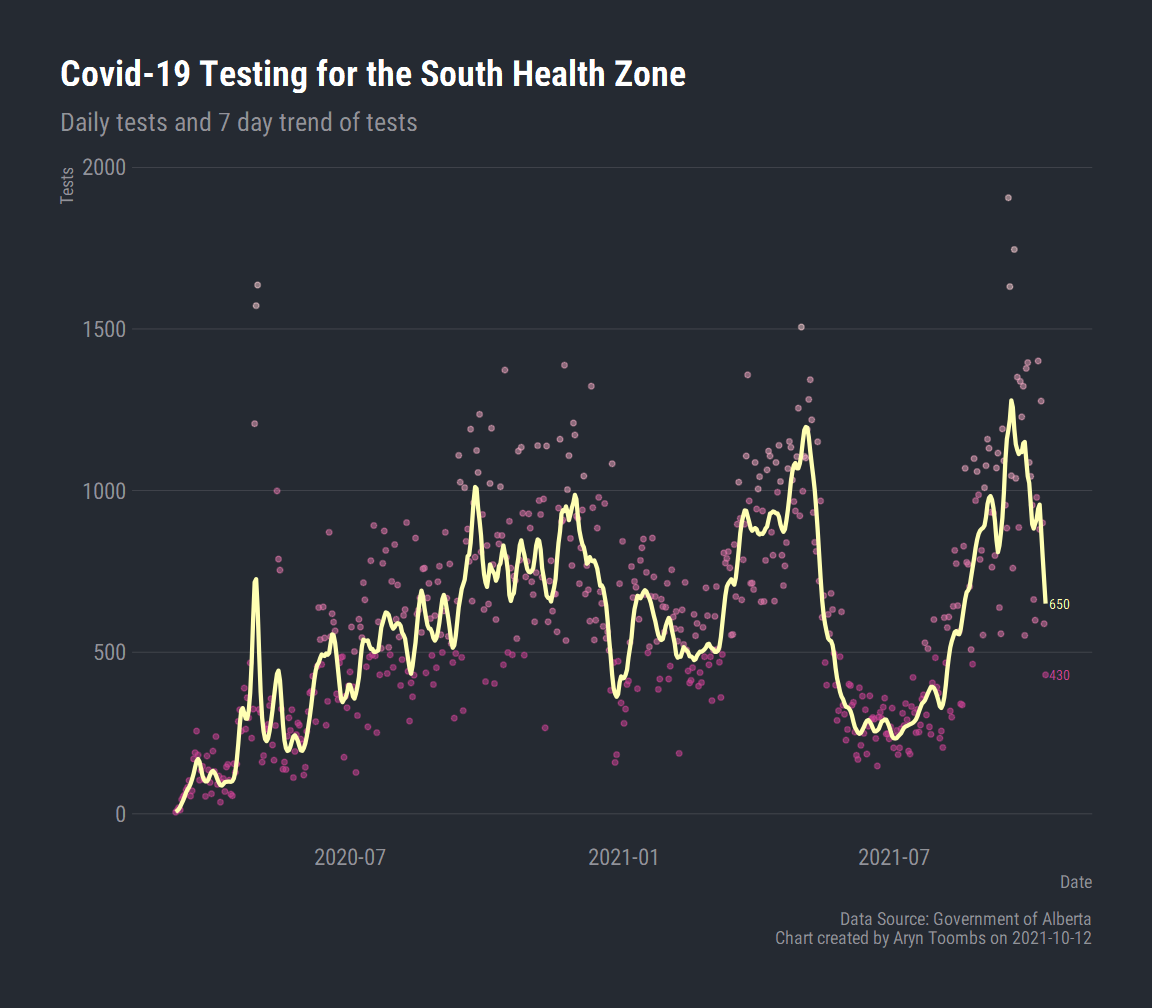 Covid-19 Testing for the South Health Zone
Daily tests and 7 day trend of tests
Tests
2000
1500
1000
500
0
650
430
2020-07
2021-01
2021-07
Date
Data Source: Government of Alberta
Chart created by Aryn Toombs on 2021-10-12